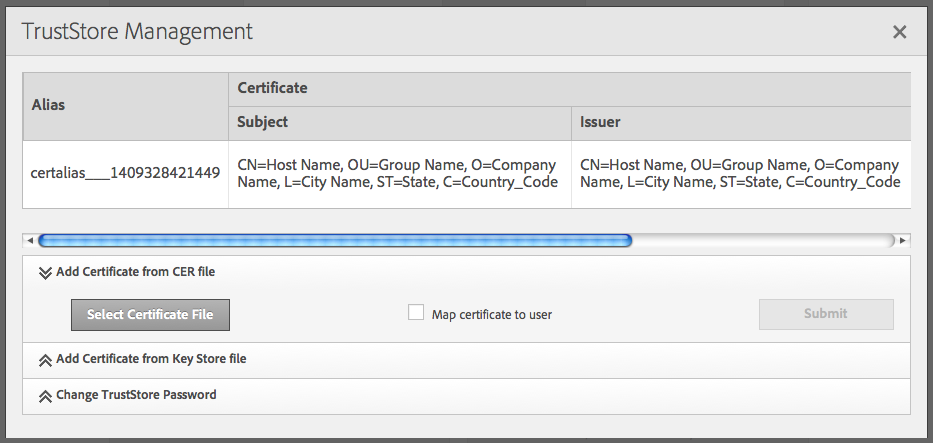 TrustStore Management
Alias
Certificate
Subject
Issuer
certalias___1409328421449
CN=Host Name, OU=Group Name, O=Company
Name, L=City Name, ST=State, C=Country_Code
CN=Host Name, OU=Group Name, O=Company
Name, L=City Name, ST=State, C=Country_Code
Add Certificate from CER file
Select Certificate File
Map certificate to user
Submit
Add Certificate from Key Store file
Change TrustStore Password